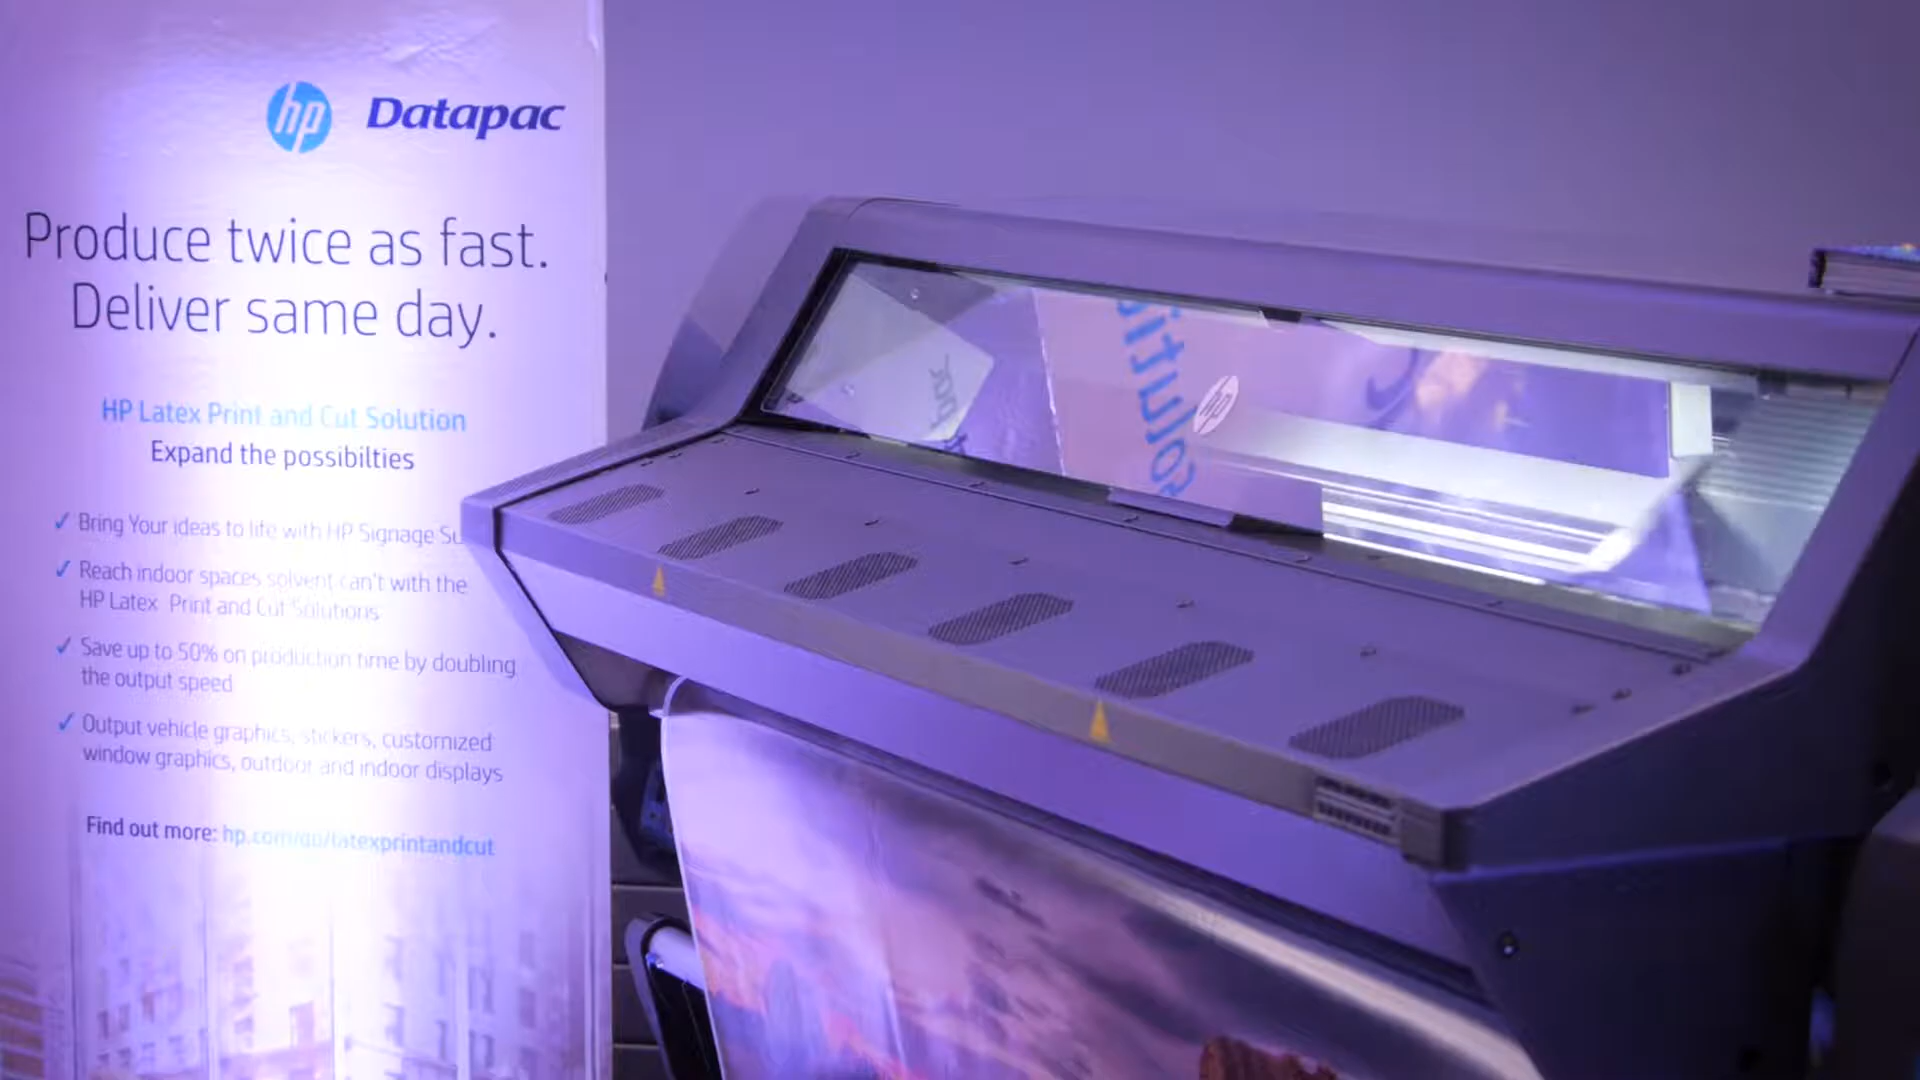 hp Datapac
Produce twice as fast.
Deliver same day.
HP Latex Print and Cut Solution
Expand the possibilties
✓ Bring Your ideas to life with HP Signage Su
✓ Reach indoor spaces solvent can't with the
HP Latex Print and Cut Solutions
✓ Save up to 50% on production time by doubling
the output speed
✓ Output vehicle graphics, stickers, customized
window graphics, outdoor and indoor displays
Find out more: hp.com/go/latexprintandcut
hp